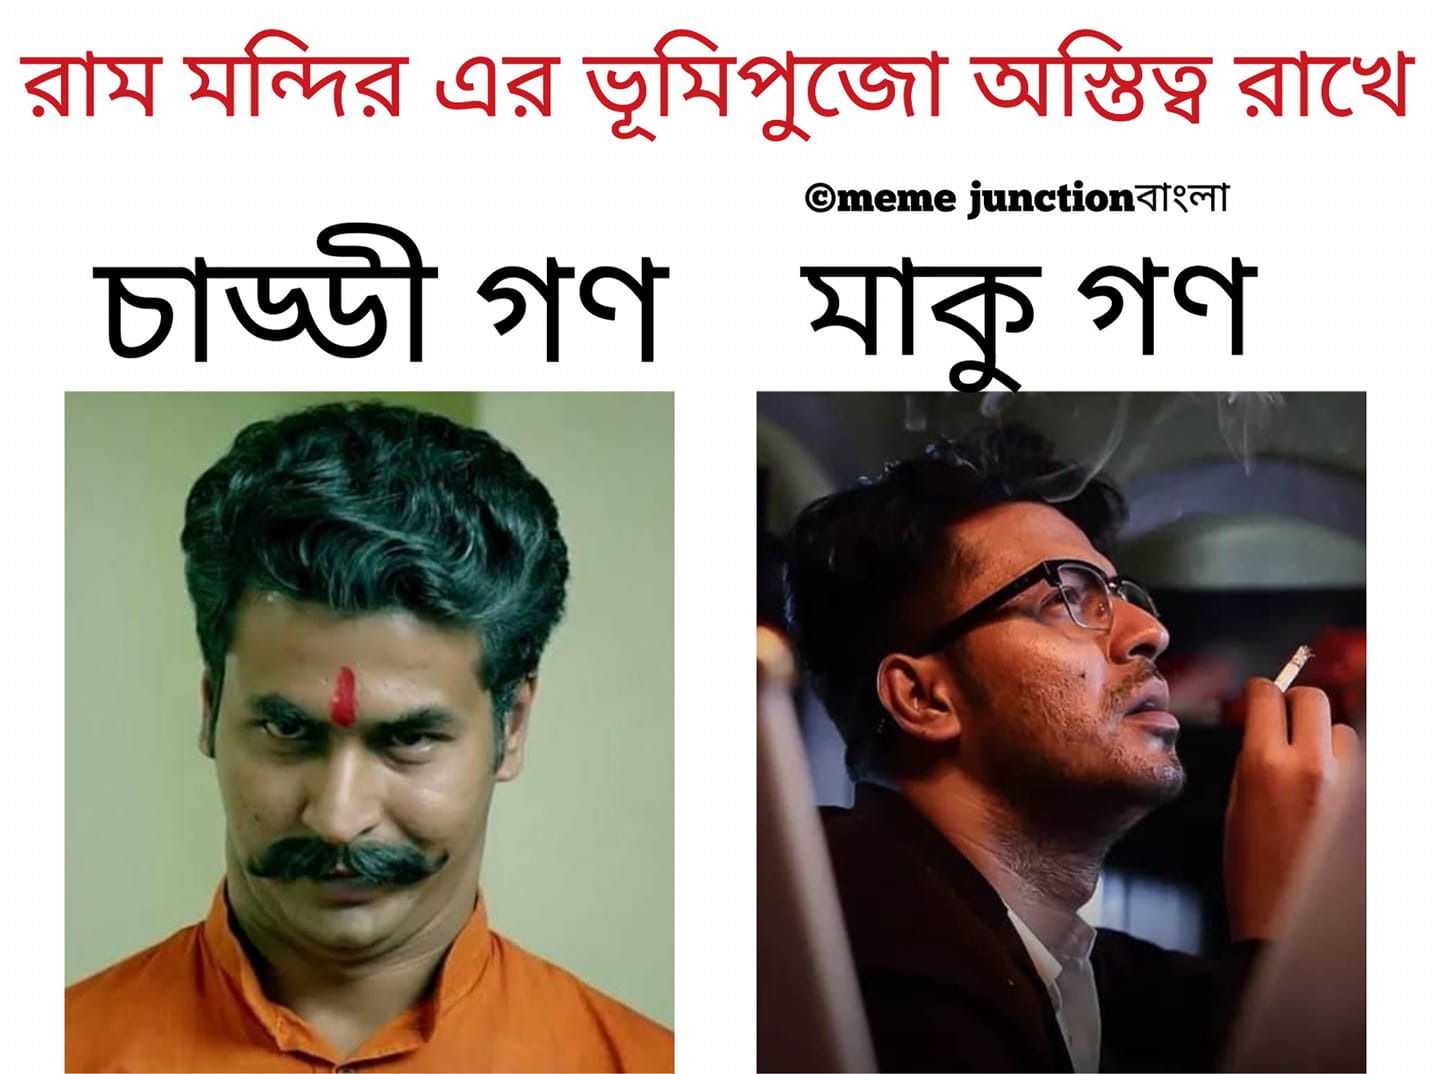 রাম মন্দির এর ভূমিপুজো অস্তিত্ব রাখে
©meme junctionবাংলা
চাড্ডী গণ মাকু গণ